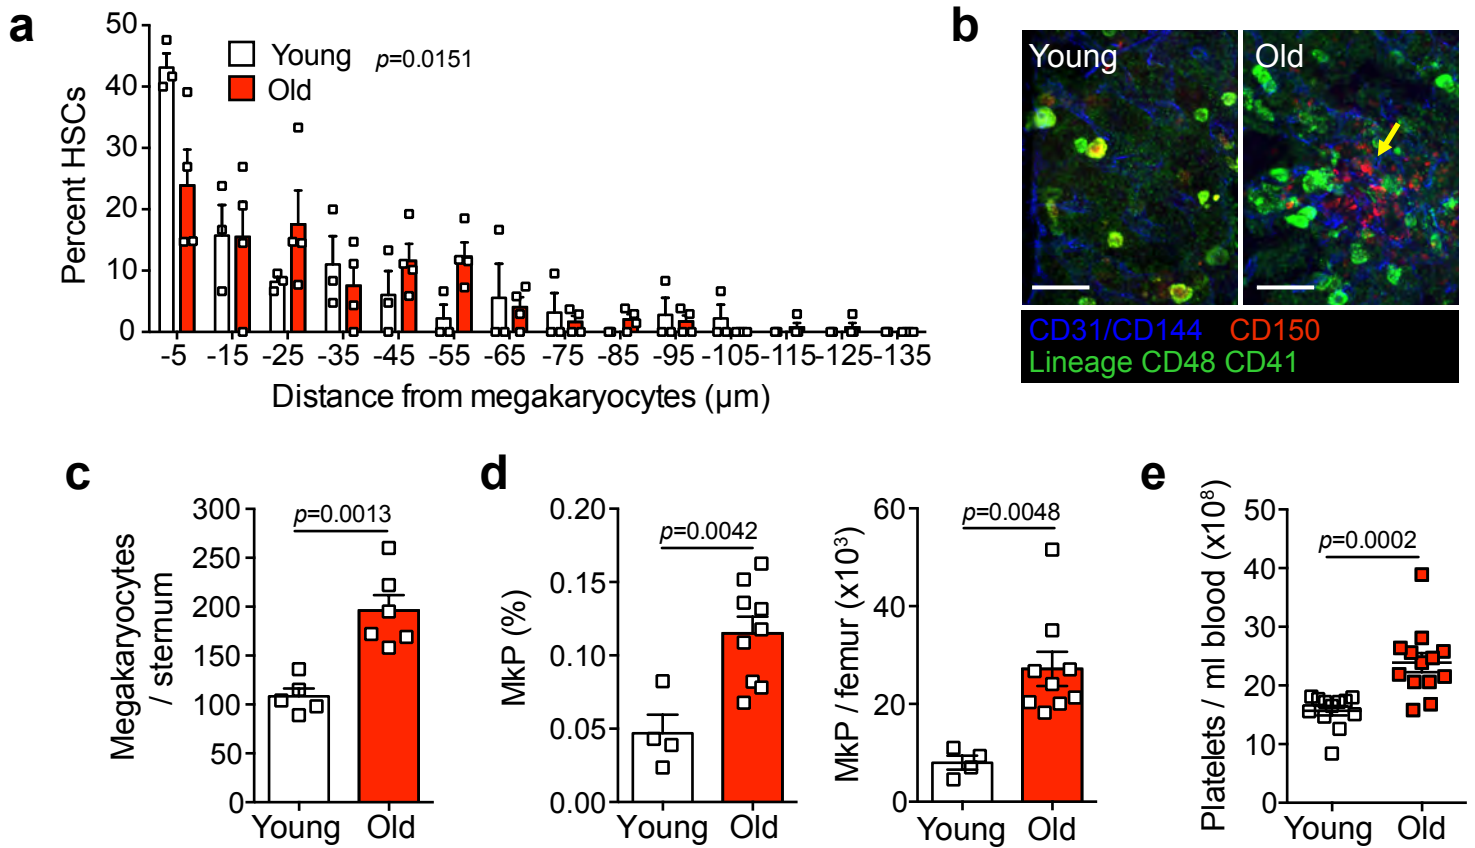 a
50
40
30
20
10
0
Percent HSCs
Young
p=0.0151
Old
-5 -15 -25 -35 -45 -55 -65 -75 -85 -95 -105 -115 -125 -135
Distance from megakaryocytes (μm)
b
Young
Old
CD31/CD144 CD150
Lineage CD48 CD41
c
300
250
200
150
100
50
0
Megakaryocytes
/ sternum
p=0.0013
Young Old
d
0.20
0.15
0.10
0.05
0.00
MkP (%)
p=0.0042
Young Old
60
40
20
0
MkP / femur (x10³)
p=0.0048
Young Old
e
50
40
30
20
10
0
Platelets / ml blood (x10⁸)
p=0.0002
Young Old